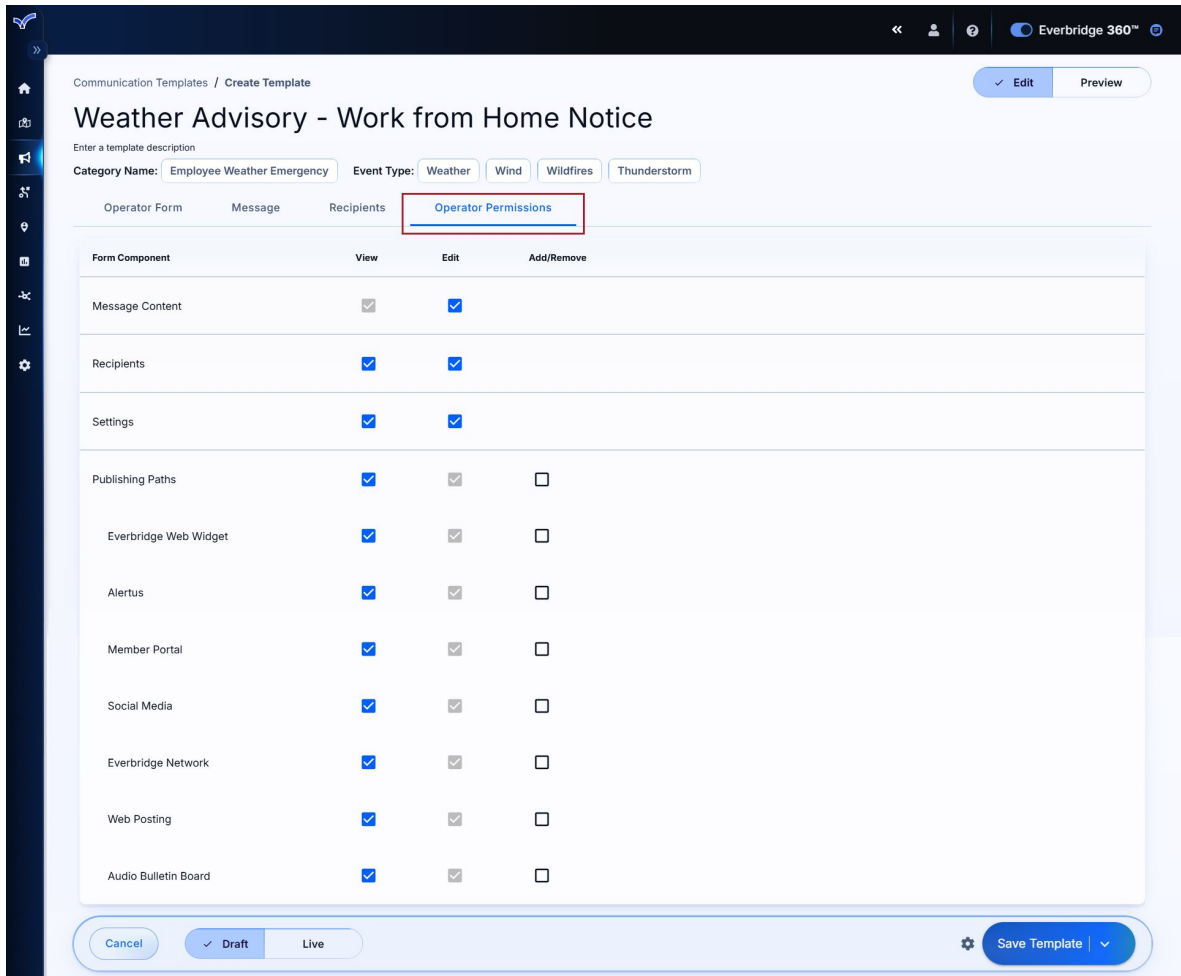 Everbridge 360™
Communication Templates / Create Template
Edit Preview
Weather Advisory - Work from Home Notice
Enter a template description
Category Name: Employee Weather Emergency Event Type: Weather Wind Wildfires Thunderstorm
Operator Form Message Recipients Operator Permissions
Form Component View Edit Add/Remove
Message Content
Recipients
Settings
Publishing Paths
Everbridge Web Widget
Alertus
Member Portal
Social Media
Everbridge Network
Web Posting
Audio Bulletin Board
Cancel Draft Live Save Template